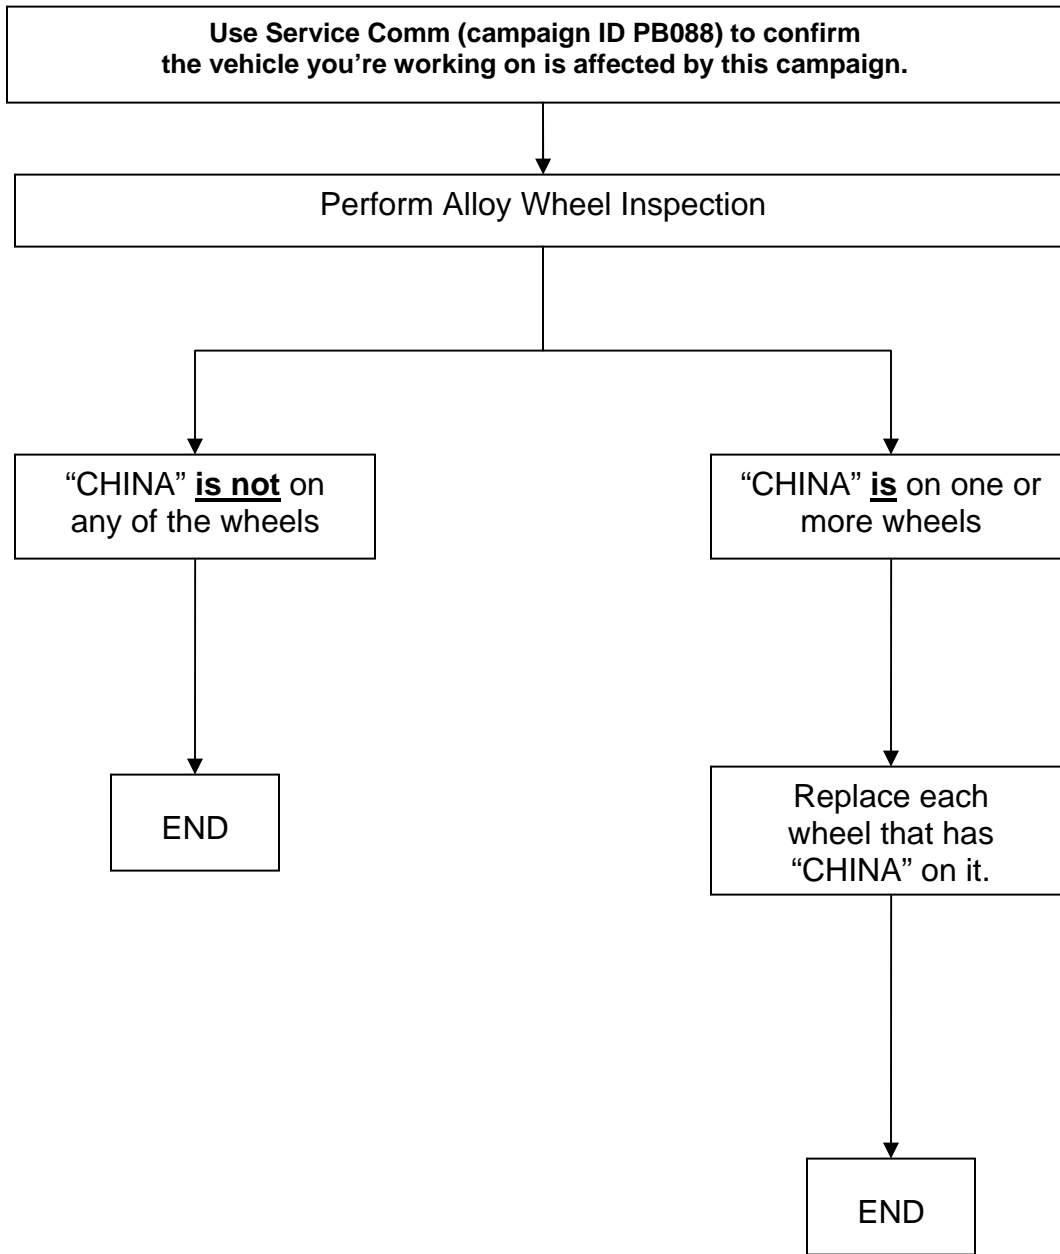 Use Service Comm (campaign ID PB088) to confirm
the vehicle you’re working on is affected by this campaign.
Perform Alloy Wheel Inspection
“CHINA” is not on
any of the wheels
“CHINA” is on one or
more wheels
END
Replace each
wheel that has
“CHINA” on it.
END